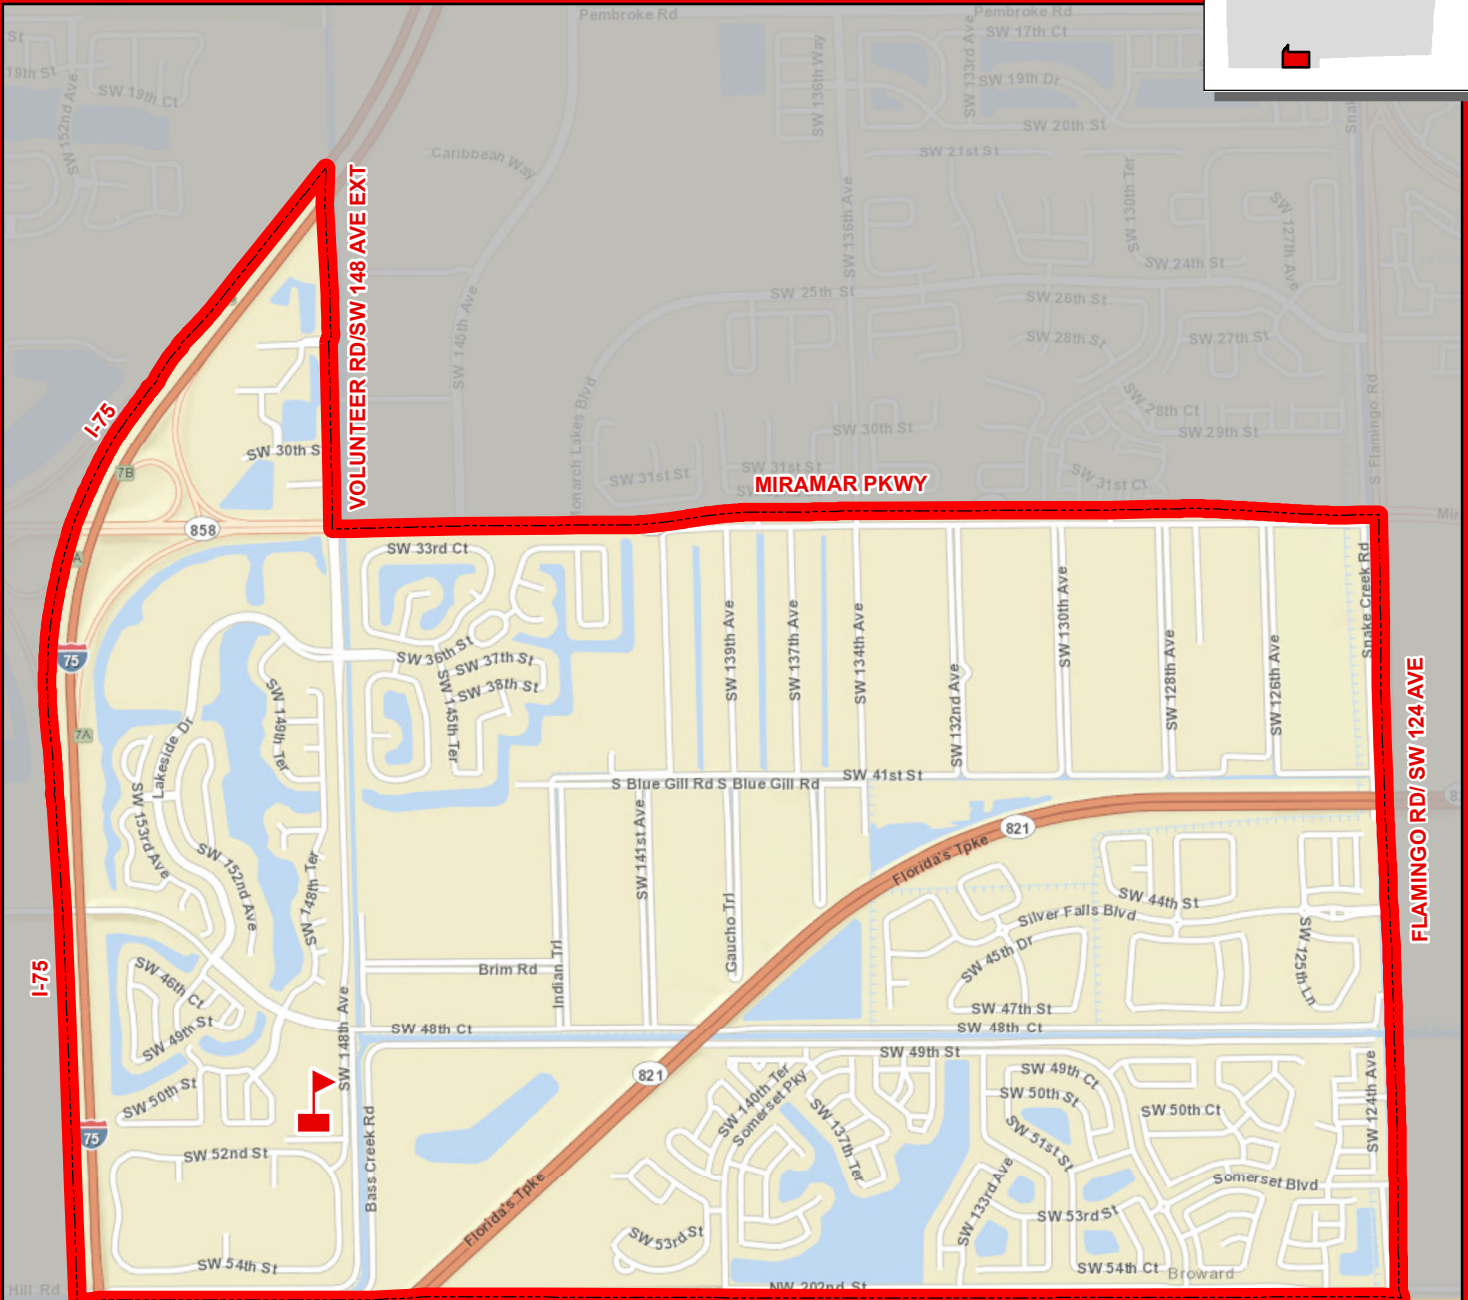 Pembroke Rd
Pembroke Rd
St
19th St
SW 152nd Ave
SW 19th Ct
SW 136th Way
SW 133rd Ave
SW 17th Ct
SW 19th Dr
SW 20th St
SW 21st St
Caribbean Way
SW 136th Ave
SW 130th Ter
SW 127th Ave
SW 24th St
SW 25th St
SW 26th St
SW 28th St
SW 27th St
SW 145th Ave
VOLUNTEER RD/SW 148 AVE EXT
Monarch Lakes Blvd
SW 28th Ct
SW 29th St
S Flamingo Rd
SW 30th St
SW 31st St
SW 31st St
SW 31st Ct
I-75
7B
SW 30th S
MIRAMAR PKWY
858
SW 33rd Ct
Snake Creek Rd
75
SW 36th St
SW 37th St
SW 38th St
SW 145th Ter
SW 149th Ter
SW 139th Ave
SW 137th Ave
SW 134th Ave
SW 132nd Ave
SW 130th Ave
SW 128th Ave
SW 126th Ave
7A
Lakeside Dr
SW 153rd Ave
SW 152nd Ave
SW 148th Ter
S Blue Gill Rd S Blue Gill Rd
SW 41st St
821
Florida's Tpke
FLAMINGO RD/ SW 124 AVE
SW 141st Ave
Gaucho Trl
Indian Trl
Brim Rd
SW 44th St
Silver Falls Blvd
SW 45th Dr
SW 125th Ln
SW 47th St
I-75
SW 46th Ct
SW 49th St
SW 50th St
SW 148th Ave
SW 48th Ct
SW 48th Ct
821
SW 49th St
SW 49th Ct
SW 50th St
SW 50th Ct
SW 51st St
SW 124th Ave
SW 140th Ter
Somerset Pky
SW 137th Ter
SW 133rd Ave
Somerset Blvd
75
SW 52nd St
Bass Creek Rd
Florida's Tpke
SW 53rd St
SW 53rd St
SW 54th St
SW 54th Ct
Broward
NW 202nd St
Hill Rd